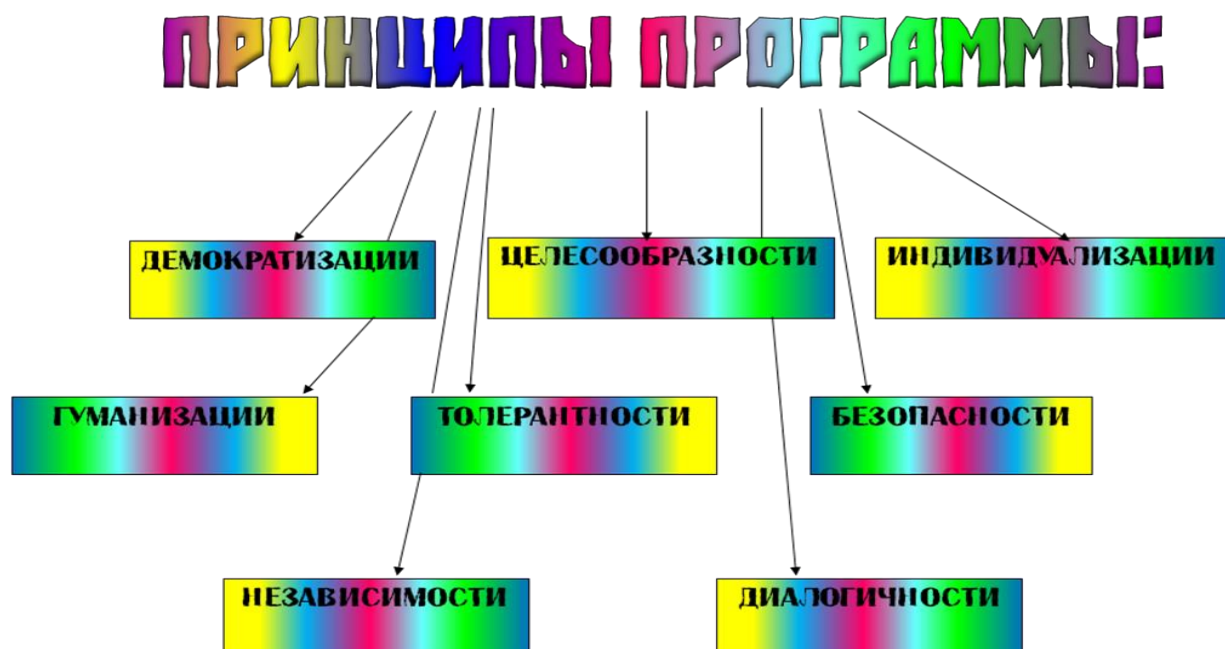 ПРИНЦИПЫ ПРОГРАММЫ:
ДЕМОКРАТИЗАЦИИ
ЦЕЛЕСООБРАЗНОСТИ
ИНДИВИДУАЛИЗАЦИИ
ГУМАНИЗАЦИИ
ТОЛЕРАНТНОСТИ
БЕЗОПАСНОСТИ
НЕЗАВИСИМОСТИ
ДИАЛОГИЧНОСТИ